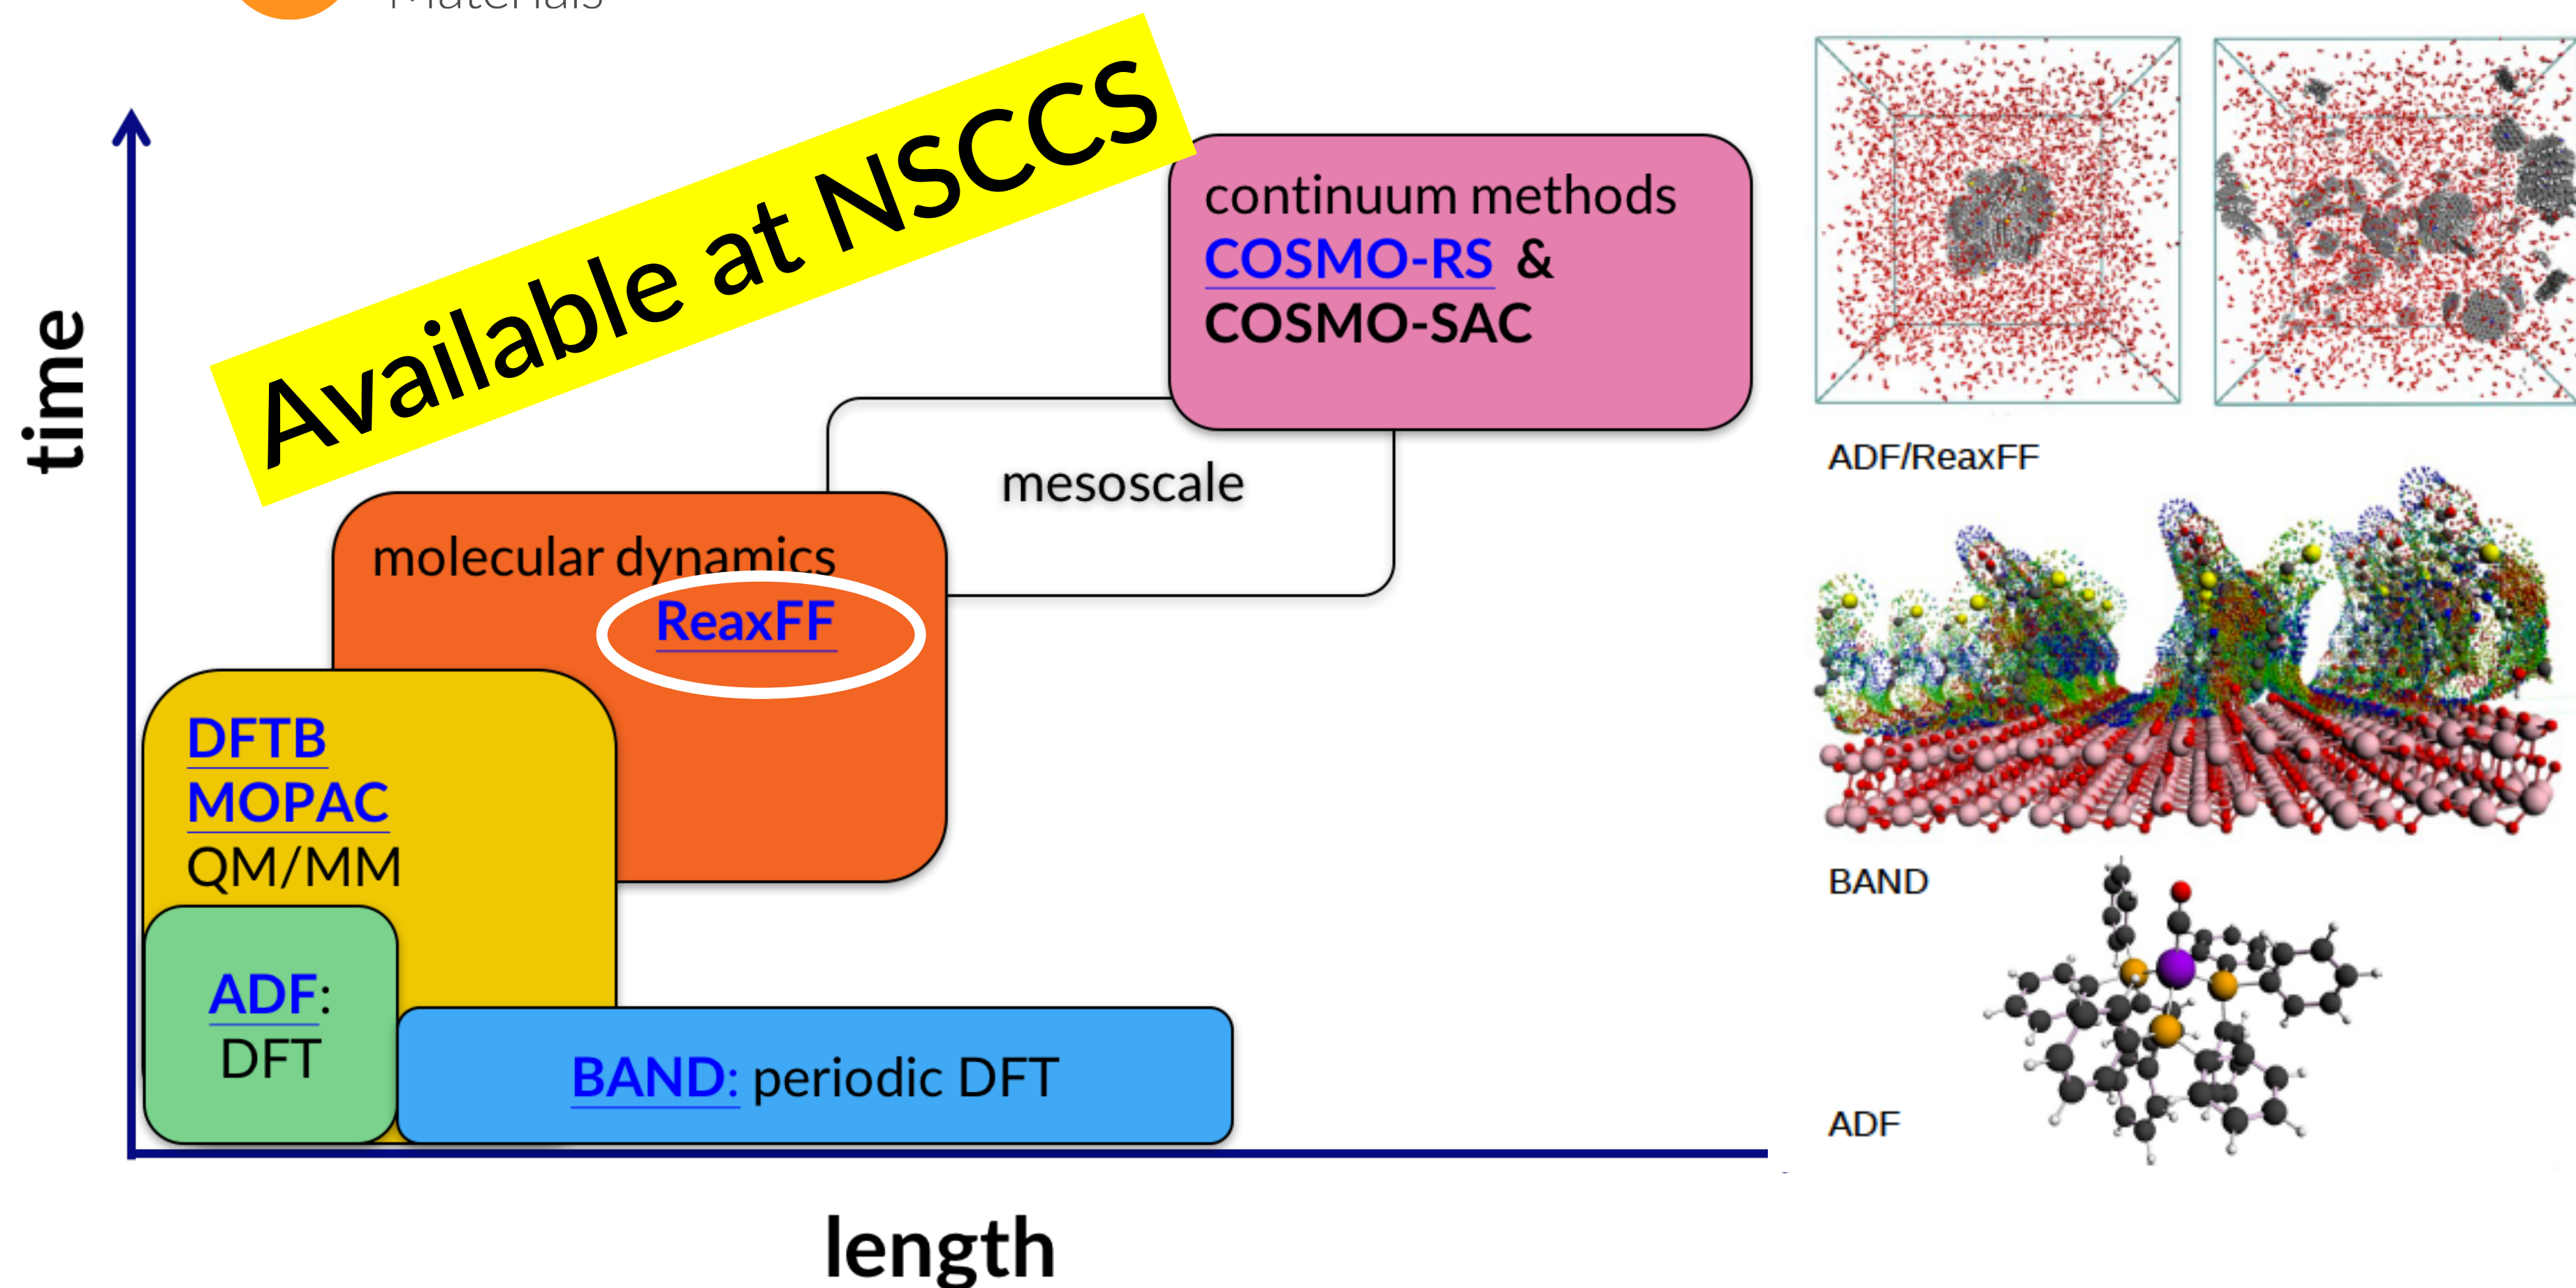 Materials
Available at NSCCS
time
continuum methods
COSMO-RS &
COSMO-SAC
mesoscale
molecular dynamics
ReaxFF
DFTB
MOPAC
QM/MM
ADF:
DFT
BAND: periodic DFT
length
ADF/ReaxFF
BAND
ADF